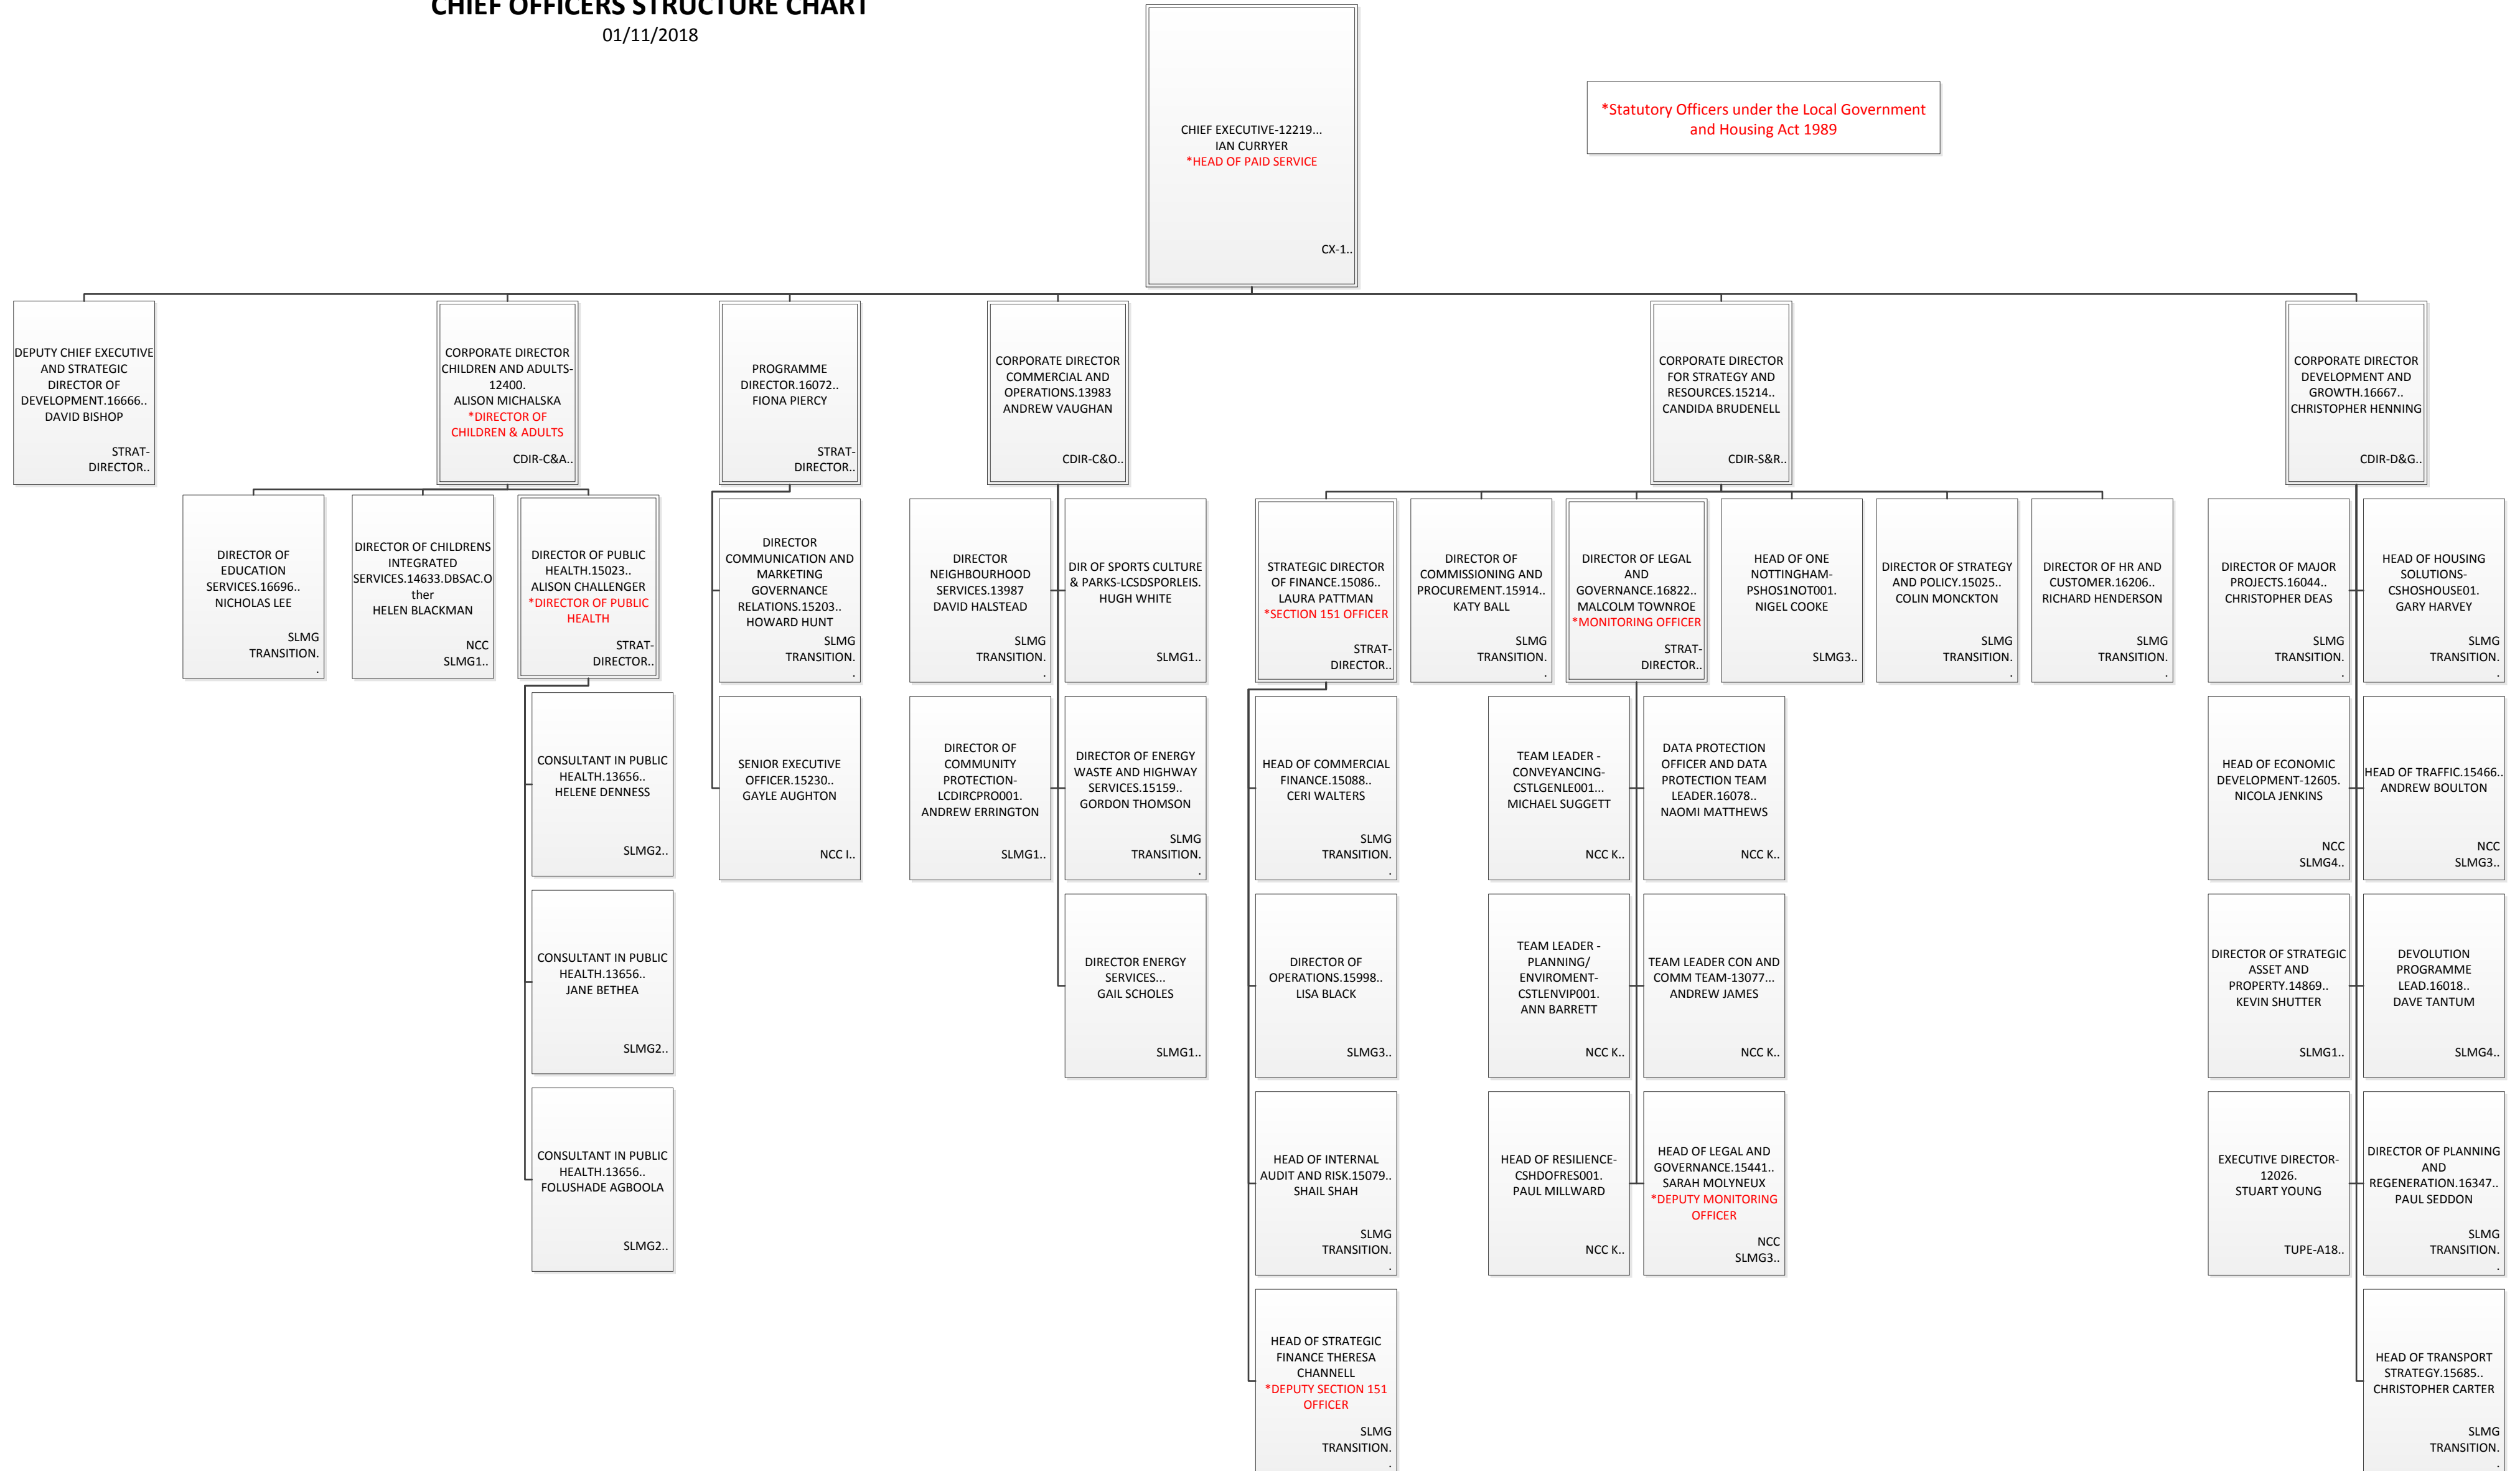 CHIEF OFFICERS STRUCTURE CHART
01/11/2018
CHIEF EXECUTIVE-12219...
IAN CURRYER
*HEAD OF PAID SERVICE
CX-1..
*Statutory Officers under the Local Government
and Housing Act 1989
DEPUTY CHIEF EXECUTIVE
AND STRATEGIC
DIRECTOR OF
DEVELOPMENT.16666..
DAVID BISHOP
STRAT-
DIRECTOR..
CORPORATE DIRECTOR
CHILDREN AND ADULTS-
12400.
ALISON MICHALSKA
*DIRECTOR OF
CHILDREN & ADULTS
CDIR-C&A..
PROGRAMME
DIRECTOR.16072..
FIONA PIERCY
STRAT-
DIRECTOR..
CORPORATE DIRECTOR
COMMERCIAL AND
OPERATIONS.13983
ANDREW VAUGHAN
CDIR-C&O..
CORPORATE DIRECTOR
FOR STRATEGY AND
RESOURCES.15214..
CANDIDA BRUDENELL
CDIR-S&R..
CORPORATE DIRECTOR
DEVELOPMENT AND
GROWTH.16667..
CHRISTOPHER HENNING
CDIR-D&G..
DIRECTOR OF
EDUCATION
SERVICES.16696..
NICHOLAS LEE
SLMG
TRANSITION.
.
DIRECTOR OF CHILDRENS
INTEGRATED
SERVICES.14633.DBSAC.O
ther
HELEN BLACKMAN
NCC
SLMG1..
DIRECTOR OF PUBLIC
HEALTH.15023..
ALISON CHALLENGER
*DIRECTOR OF PUBLIC
HEALTH
STRAT-
DIRECTOR..
DIRECTOR
COMMUNICATION AND
MARKETING
GOVERNANCE
RELATIONS.15203..
HOWARD HUNT
SLMG
TRANSITION.
.
DIRECTOR
NEIGHBOURHOOD
SERVICES.13987
DAVID HALSTEAD
SLMG
TRANSITION.
.
DIR OF SPORTS CULTURE
& PARKS-LCSDSPORLEIS.
HUGH WHITE
SLMG1..
STRATEGIC DIRECTOR
OF FINANCE.15086..
LAURA PATTMAN
*SECTION 151 OFFICER
STRAT-
DIRECTOR..
DIRECTOR OF
COMMISSIONING AND
PROCUREMENT.15914..
KATY BALL
SLMG
TRANSITION.
.
DIRECTOR OF LEGAL
AND
GOVERNANCE.16822..
MALCOLM TOWNROE
*MONITORING OFFICER
STRAT-
DIRECTOR..
HEAD OF ONE
NOTTINGHAM-
PSHOS1NOT001.
NIGEL COOKE
SLMG3..
DIRECTOR OF STRATEGY
AND POLICY.15025..
COLIN MONCKTON
SLMG
TRANSITION.
.
DIRECTOR OF HR AND
CUSTOMER.16206..
RICHARD HENDERSON
SLMG
TRANSITION.
.
DIRECTOR OF MAJOR
PROJECTS.16044..
CHRISTOPHER DEAS
SLMG
TRANSITION.
.
HEAD OF HOUSING
SOLUTIONS-
CSHOSHOUSE01.
GARY HARVEY
SLMG
TRANSITION.
.
CONSULTANT IN PUBLIC
HEALTH.13656..
HELENE DENNESS
SLMG2..
SENIOR EXECUTIVE
OFFICER.15230..
GAYLE AUGHTON
NCC I..
DIRECTOR OF
COMMUNITY
PROTECTION-
LCDIRCPRO001.
ANDREW ERRINGTON
SLMG1..
DIRECTOR OF ENERGY
WASTE AND HIGHWAY
SERVICES.15159..
GORDON THOMSON
SLMG
TRANSITION.
.
HEAD OF COMMERCIAL
FINANCE.15088..
CERI WALTERS
SLMG
TRANSITION.
.
TEAM LEADER -
CONVEYANCING-
CSTLGENLE001...
MICHAEL SUGGETT
NCC K..
DATA PROTECTION
OFFICER AND DATA
PROTECTION TEAM
LEADER.16078..
NAOMI MATTHEWS
NCC K..
HEAD OF ECONOMIC
DEVELOPMENT-12605.
NICOLA JENKINS
NCC
SLMG4..
HEAD OF TRAFFIC.15466..
ANDREW BOULTON
NCC
SLMG3..
CONSULTANT IN PUBLIC
HEALTH.13656..
JANE BETHEA
SLMG2..
DIRECTOR ENERGY
SERVICES...
GAIL SCHOLES
SLMG1..
DIRECTOR OF
OPERATIONS.15998..
LISA BLACK
SLMG3..
TEAM LEADER -
PLANNING/
ENVIROMENT-
CSTLENVIP001.
ANN BARRETT
NCC K..
TEAM LEADER CON AND
COMM TEAM-13077...
ANDREW JAMES
NCC K..
DIRECTOR OF STRATEGIC
ASSET AND
PROPERTY.14869..
KEVIN SHUTTER
SLMG1..
DEVOLUTION
PROGRAMME
LEAD.16018..
DAVE TANTUM
SLMG4..
CONSULTANT IN PUBLIC
HEALTH.13656..
FOLUSHADE AGBOOLA
SLMG2..
HEAD OF INTERNAL
AUDIT AND RISK.15079..
SHAIL SHAH
SLMG
TRANSITION.
.
HEAD OF RESILIENCE-
CSHDOFRES001.
PAUL MILLWARD
NCC K..
HEAD OF LEGAL AND
GOVERNANCE.15441..
SARAH MOLYNEUX
*DEPUTY MONITORING
OFFICER
NCC
SLMG3..
EXECUTIVE DIRECTOR-
12026.
STUART YOUNG
TUPE-A18..
DIRECTOR OF PLANNING
AND
REGENERATION.16347..
PAUL SEDDON
SLMG
TRANSITION.
.
HEAD OF STRATEGIC
FINANCE THERESA
CHANNELL
*DEPUTY SECTION 151
OFFICER
SLMG
TRANSITION.
.
HEAD OF TRANSPORT
STRATEGY.15685..
CHRISTOPHER CARTER
SLMG
TRANSITION.
.